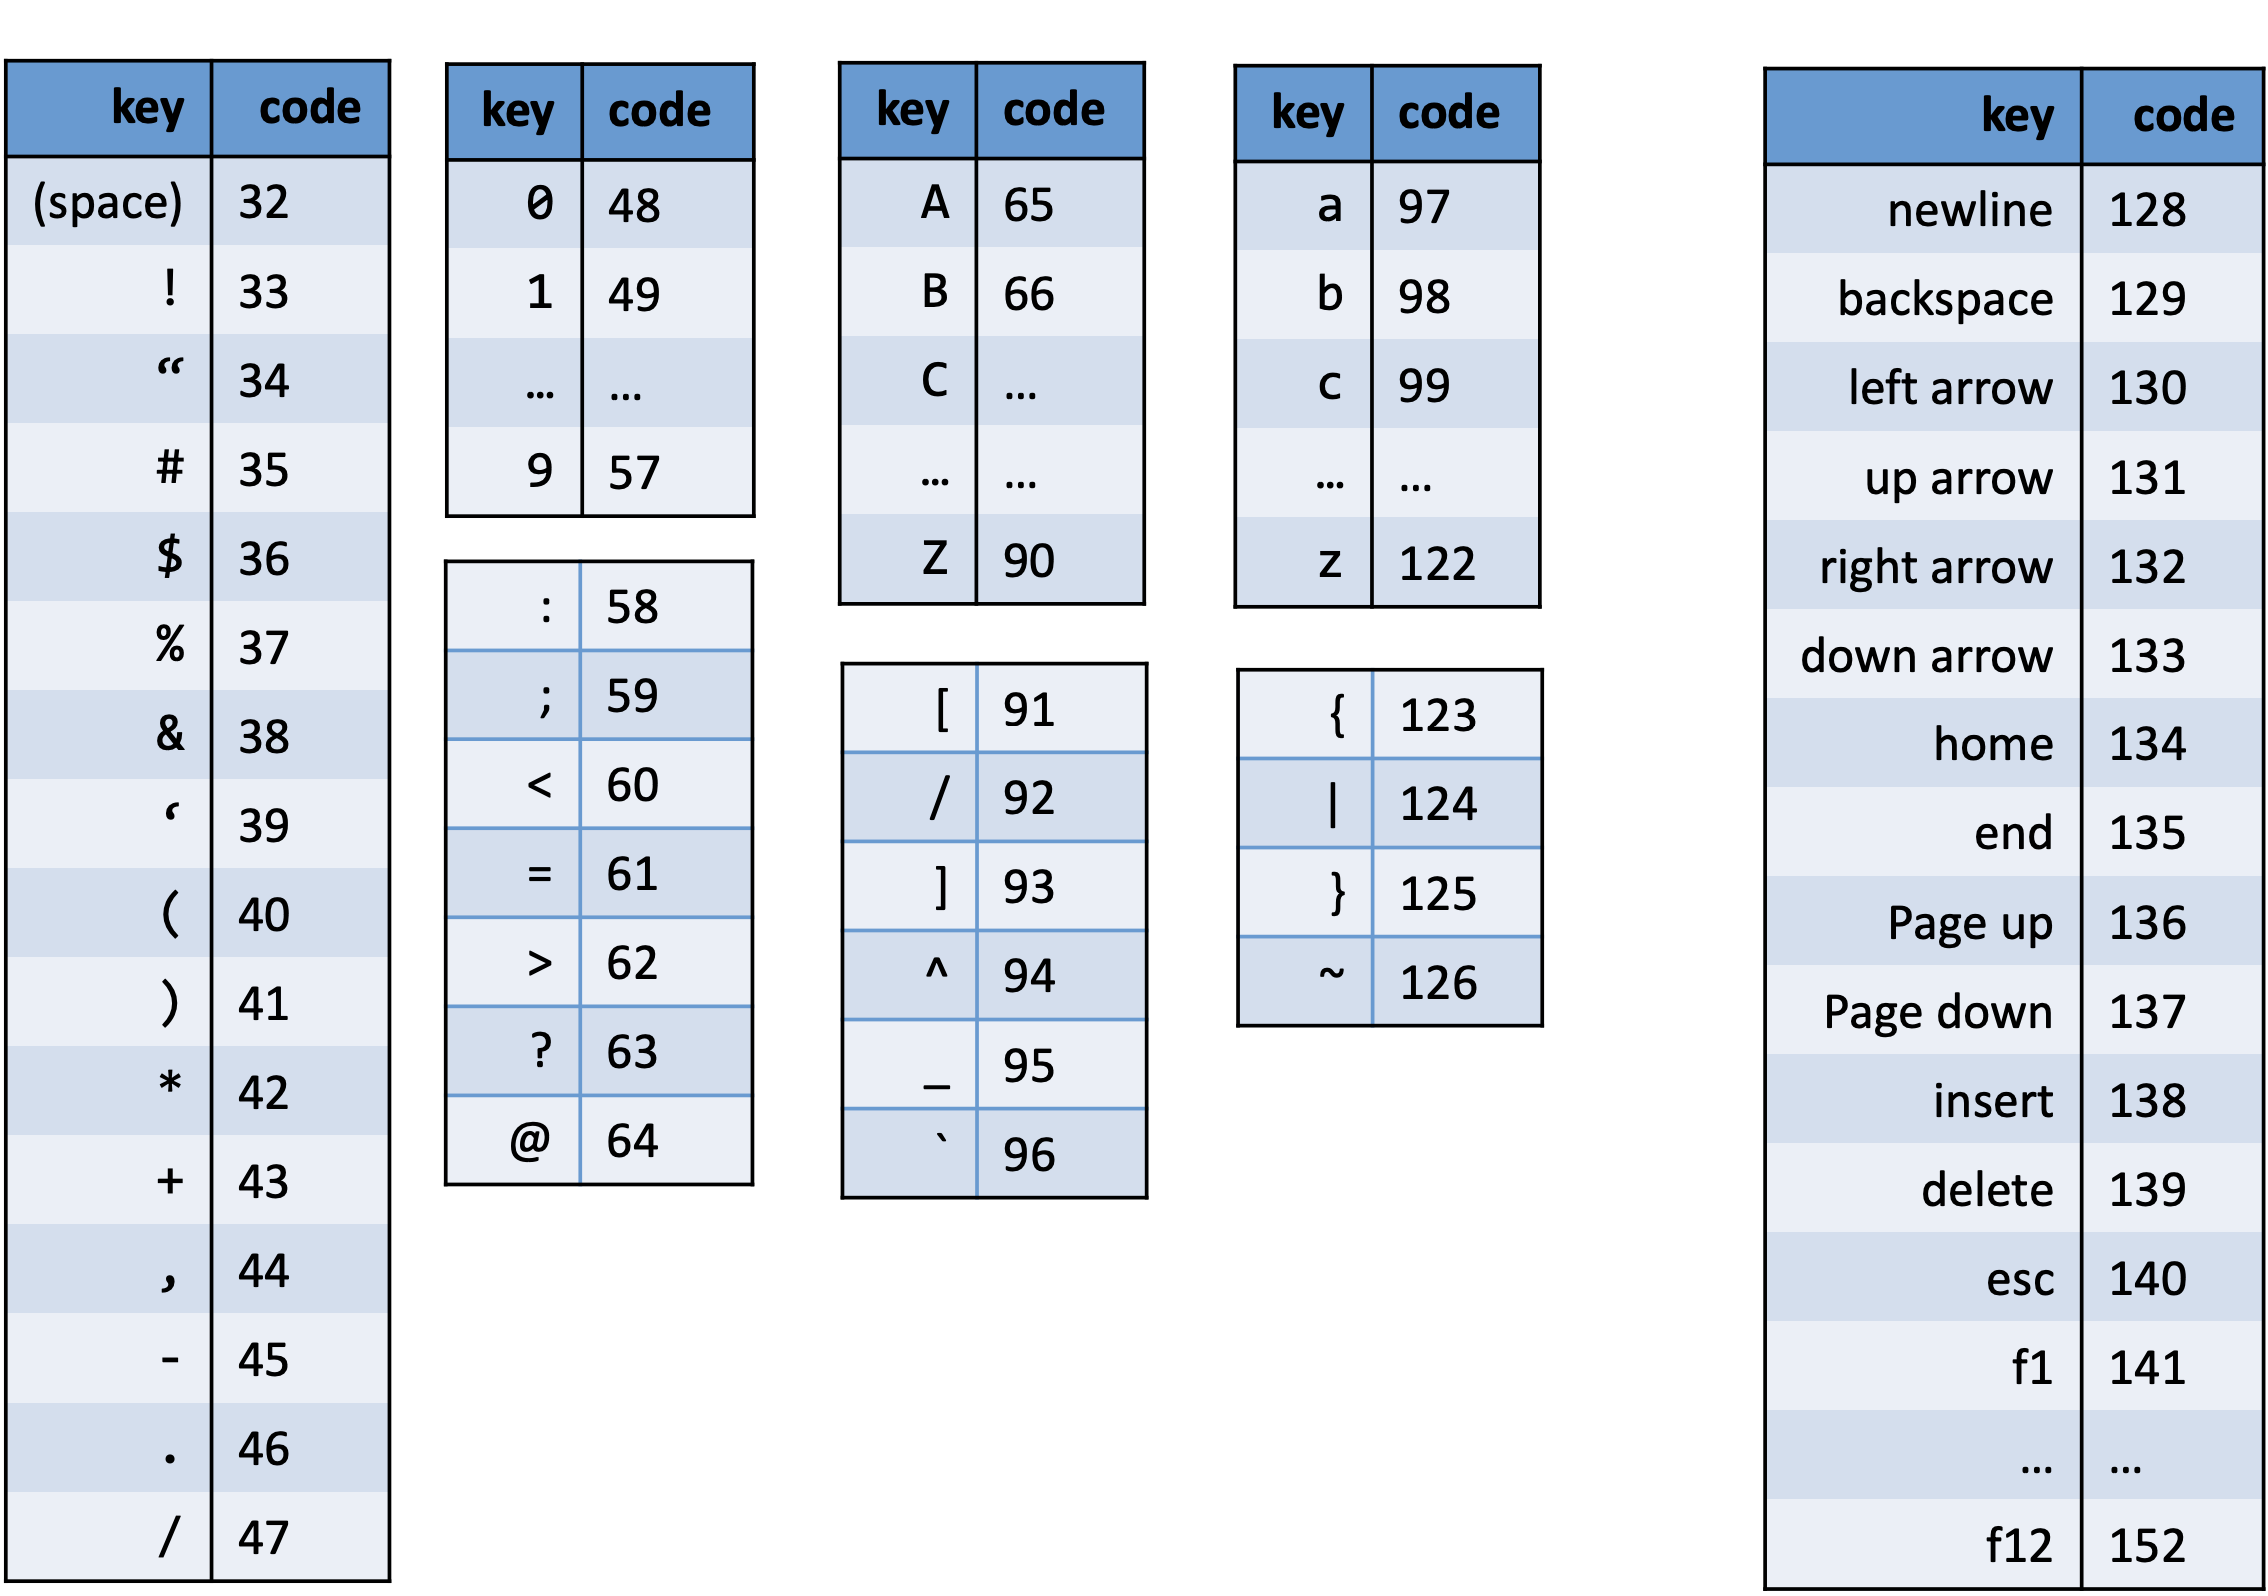 key code
(space) 32
! 33
“ 34
# 35
$ 36
% 37
& 38
‘ 39
( 40
) 41
* 42
+ 43
, 44
- 45
. 46
/ 47
key code
0 48
1 49
… …
9 57
: 58
; 59
< 60
= 61
> 62
? 63
@ 64
key code
A 65
B 66
C …
… …
Z 90
[ 91
/ 92
] 93
^ 94
_ 95
` 96
key code
a 97
b 98
c 99
… …
z 122
{ 123
| 124
} 125
~ 126
key code
newline 128
backspace 129
left arrow 130
up arrow 131
right arrow 132
down arrow 133
home 134
end 135
Page up 136
Page down 137
insert 138
delete 139
esc 140
f1 141
… …
f12 152